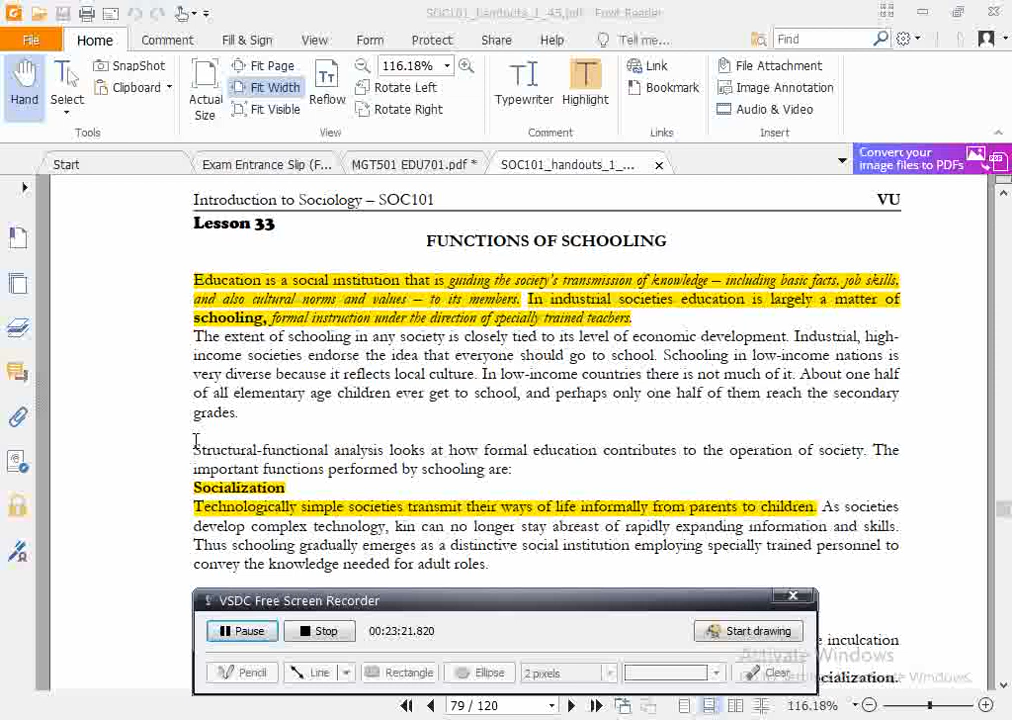 SOC101_handouts_1_45.pdf - Foxit Reader
File
Home
Comment
Fill & Sign
View
Form
Protect
Share
Help
Tell me...
Find
Hand
Select
SnapShot
Clipboard
Tools
Actual Size
Fit Page
Fit Width
Fit Visible
Reflow
116.18%
Rotate Left
Rotate Right
View
Typewriter
Highlight
Comment
Link
Bookmark
Links
File Attachment
Image Annotation
Audio & Video
Insert
Start
Exam Entrance Slip (F...
MGT501 EDU701.pdf *
SOC101_handouts_1_...
Convert your
image files to PDFs
Introduction to Sociology – SOC101 VU
Lesson 33
FUNCTIONS OF SCHOOLING
Education is a social institution that is guiding the society's transmission of knowledge – including basic facts, job skills,
and also cultural norms and values – to its members. In industrial societies education is largely a matter of
schooling, formal instruction under the direction of specially trained teachers.
The extent of schooling in any society is closely tied to its level of economic development. Industrial, high-
income societies endorse the idea that everyone should go to school. Schooling in low-income nations is
very diverse because it reflects local culture. In low-income countries there is not much of it. About one half
of all elementary age children ever get to school, and perhaps only one half of them reach the secondary
grades.
Structural-functional analysis looks at how formal education contributes to the operation of society. The
important functions performed by schooling are:
Socialization
Technologically simple societies transmit their ways of life informally from parents to children. As societies
develop complex technology, kin can no longer stay abreast of rapidly expanding information and skills.
Thus schooling gradually emerges as a distinctive social institution employing specially trained personnel to
convey the knowledge needed for adult roles.
VSDC Free Screen Recorder
Pause
Stop
00:23:21.820
Start drawing
Pencil
Line
Rectangle
Ellipse
2 pixels
Clear
inculcation
Activate Windows
Windows.
79 / 120
116.18%